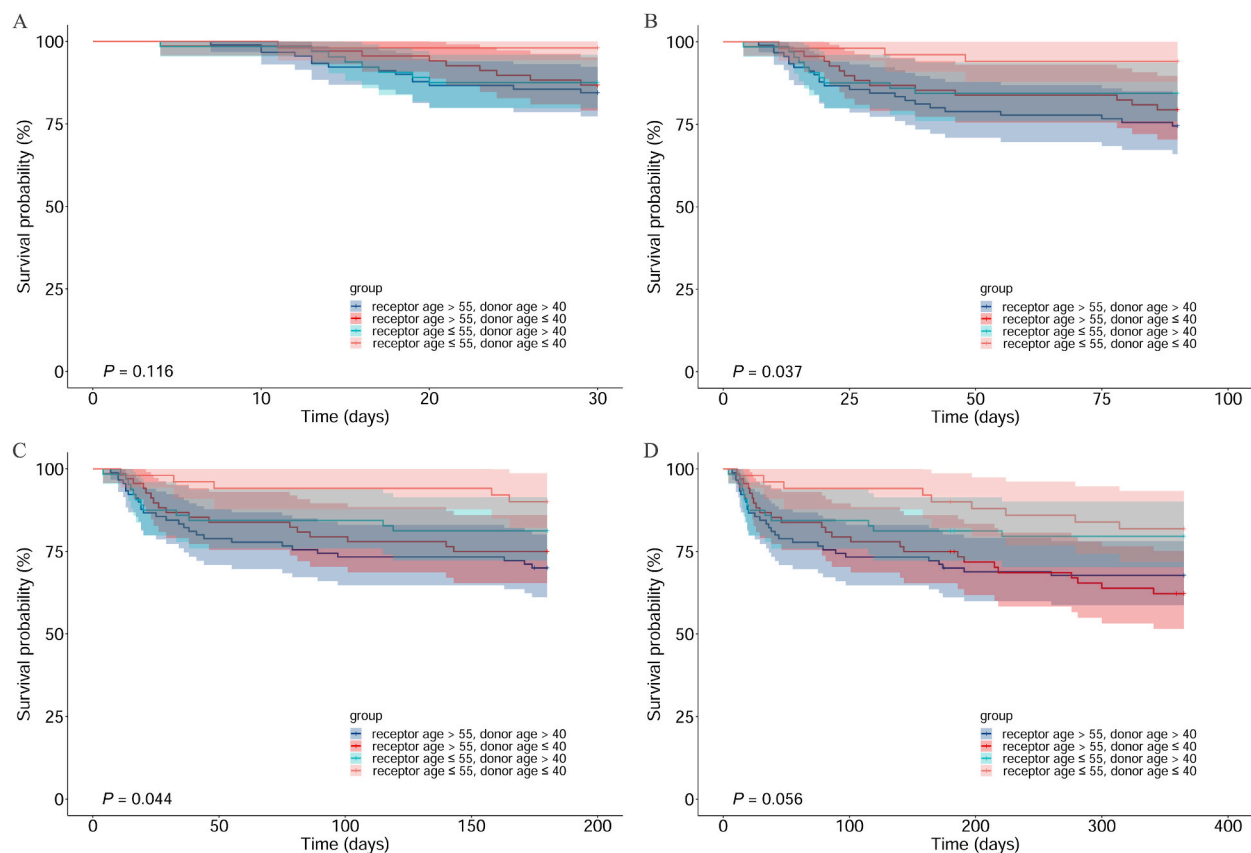 A
Survival probability (%)
100
75
50
25
0
group
receptor age > 55, donor age > 40
receptor age > 55, donor age ≤ 40
receptor age ≤ 55, donor age > 40
receptor age ≤ 55, donor age ≤ 40
P = 0.116
0 10 20 30
Time (days)
B
Survival probability (%)
100
75
50
25
0
group
receptor age > 55, donor age > 40
receptor age > 55, donor age ≤ 40
receptor age ≤ 55, donor age > 40
receptor age ≤ 55, donor age ≤ 40
P = 0.037
0 25 50 75 100
Time (days)
C
Survival probability (%)
100
75
50
25
0
group
receptor age > 55, donor age > 40
receptor age > 55, donor age ≤ 40
receptor age ≤ 55, donor age > 40
receptor age ≤ 55, donor age ≤ 40
P = 0.044
0 50 100 150 200
Time (days)
D
Survival probability (%)
100
75
50
25
0
group
receptor age > 55, donor age > 40
receptor age > 55, donor age ≤ 40
receptor age ≤ 55, donor age > 40
receptor age ≤ 55, donor age ≤ 40
P = 0.056
0 100 200 300 400
Time (days)